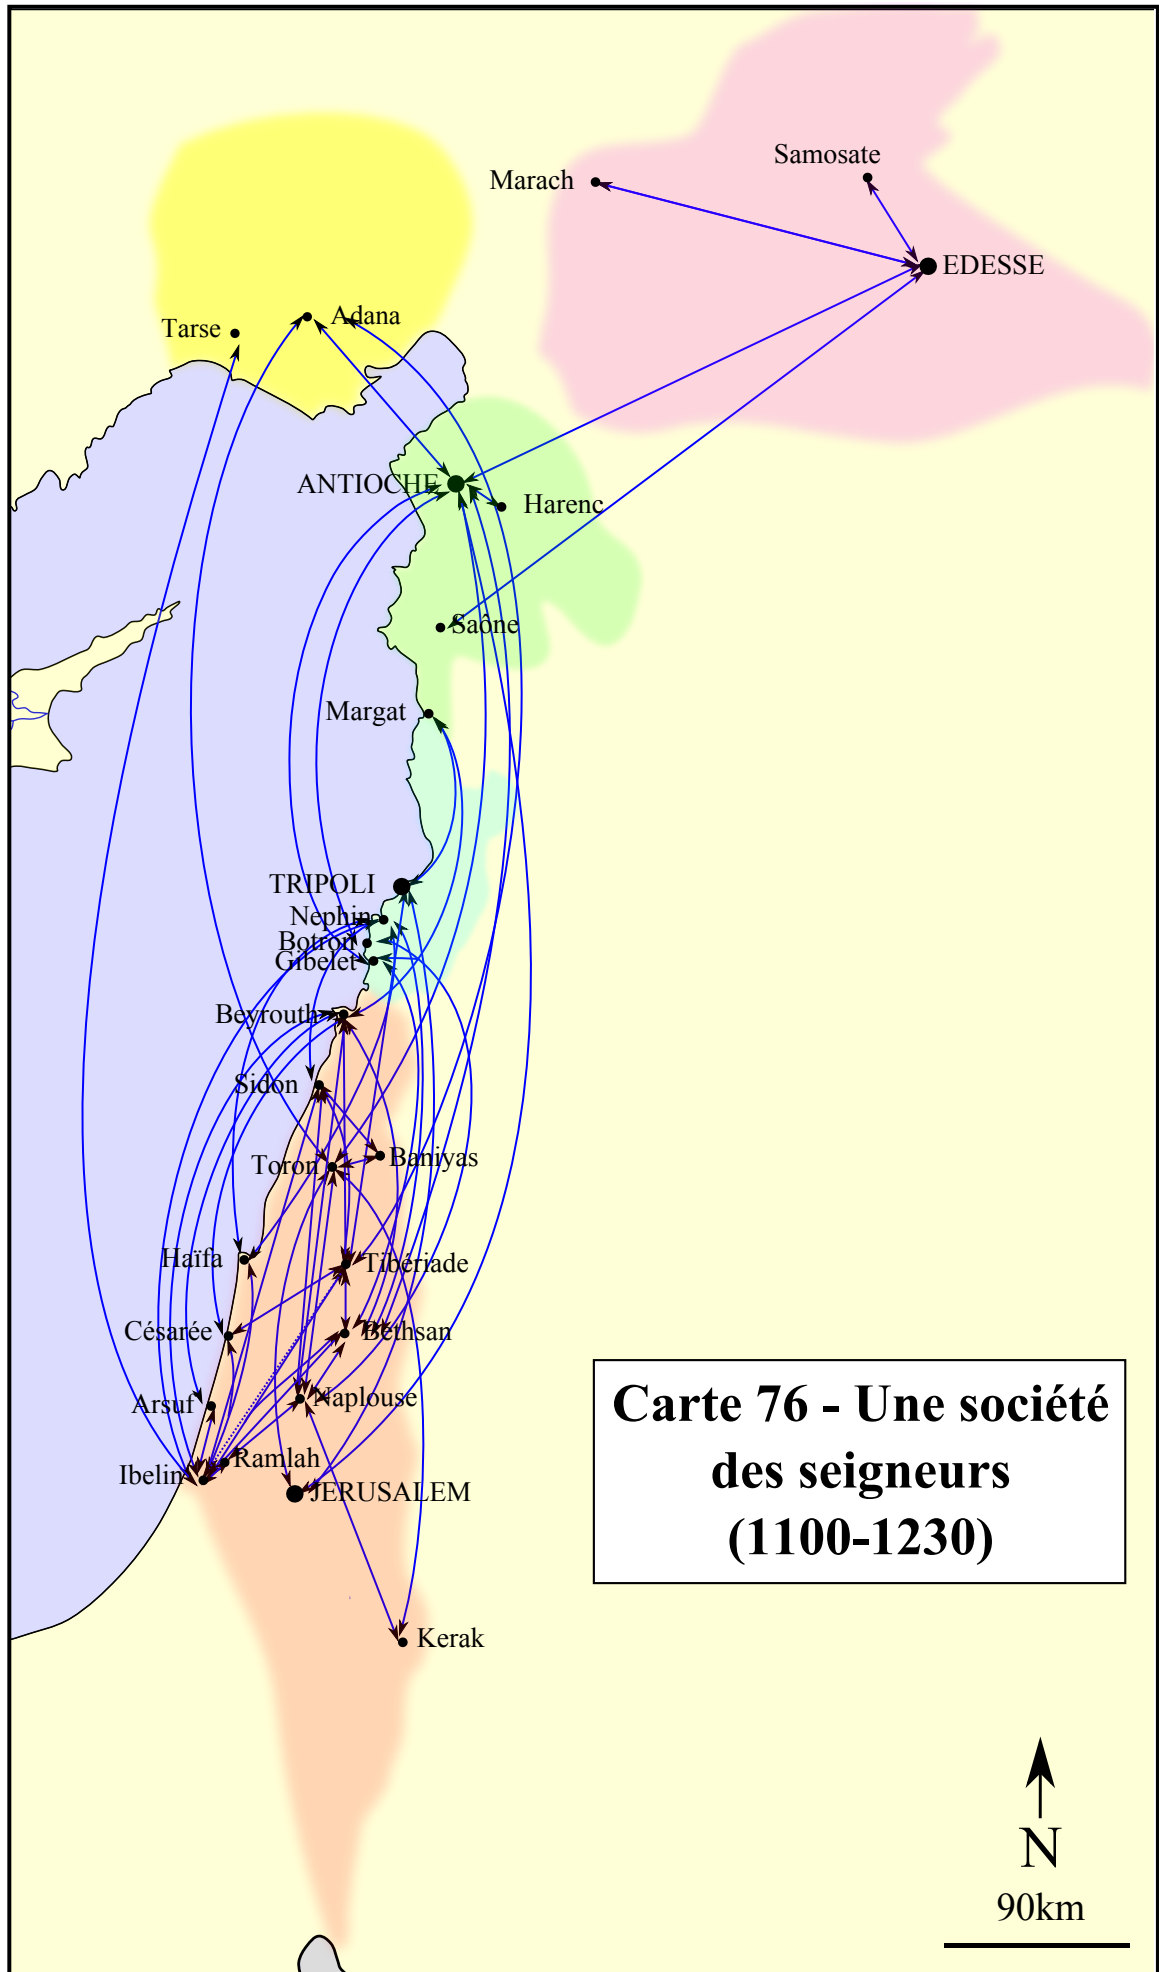 Samosate
Marach
EDESSE
Adana
Tarse
ANTIOCHE
Harenc
Saône
Margat
TRIPOLI
Nephin
Botron
Gibelet
Beyrouth
Sidon
Baniyas
Toron
Haïfa
Tibériade
Césarée
Bethsan
Arsuf
Naplouse
Ramlah
Ibelin
JERUSALEM
Kerak
Carte 76 - Une société
des seigneurs
(1100-1230)
N
90km